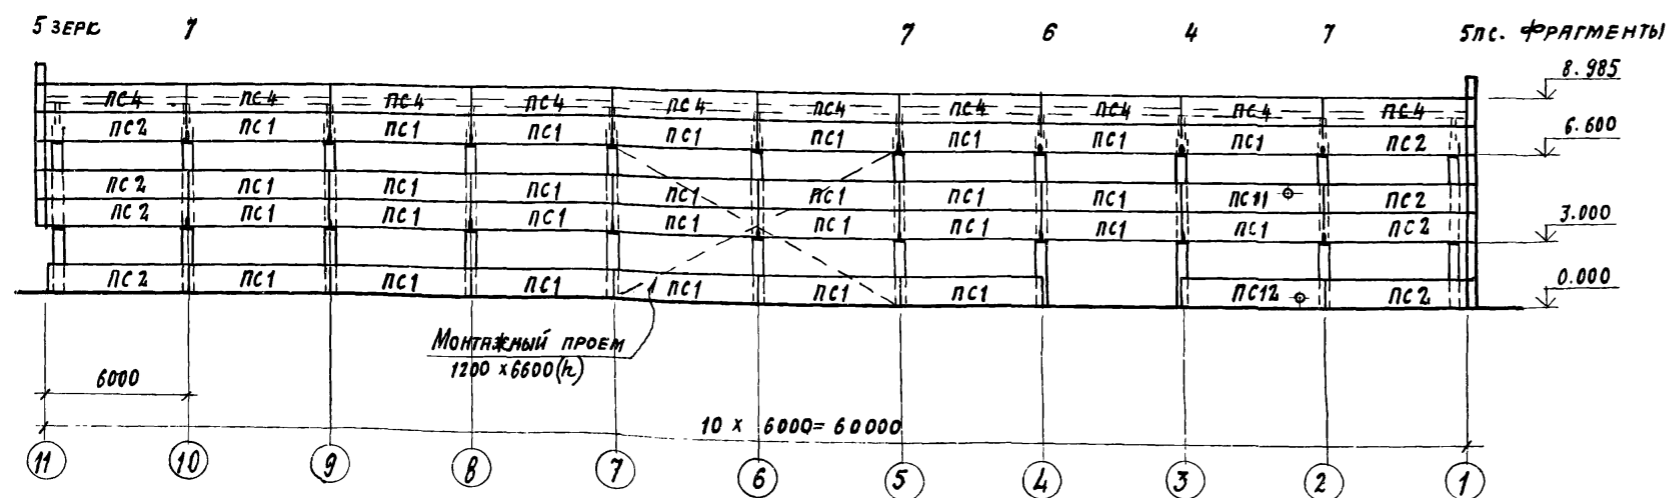 5 ЗЕРК 7 7 6 4 7 5ПС. ФРАГМЕНТЫ
8.985
ПС4 ПС4 ПС4 ПС4 ПС4 ПС4 ПС4 ПС4 ПС4 ПС4
6.600
ПС2 ПС1 ПС1 ПС1 ПС1 ПС1 ПС1 ПС1 ПС1 ПС2
ПС2 ПС1 ПС1 ПС1 ПС1 ПС1 ПС1 ПС1 ПС11 ПС2
3.000
ПС2 ПС1 ПС1 ПС1 ПС1 ПС1 ПС1 ПС1 ПС1 ПС2
0.000
ПС2 ПС1 ПС1 ПС1 ПС1 ПС1 ПС1 ПС12 ПС2
МОНТАЖНЫЙ ПРОЕМ
1200 х 6600(h)
6000
10 х 6000 = 60000
11 10 9 8 7 6 5 4 3 2 1